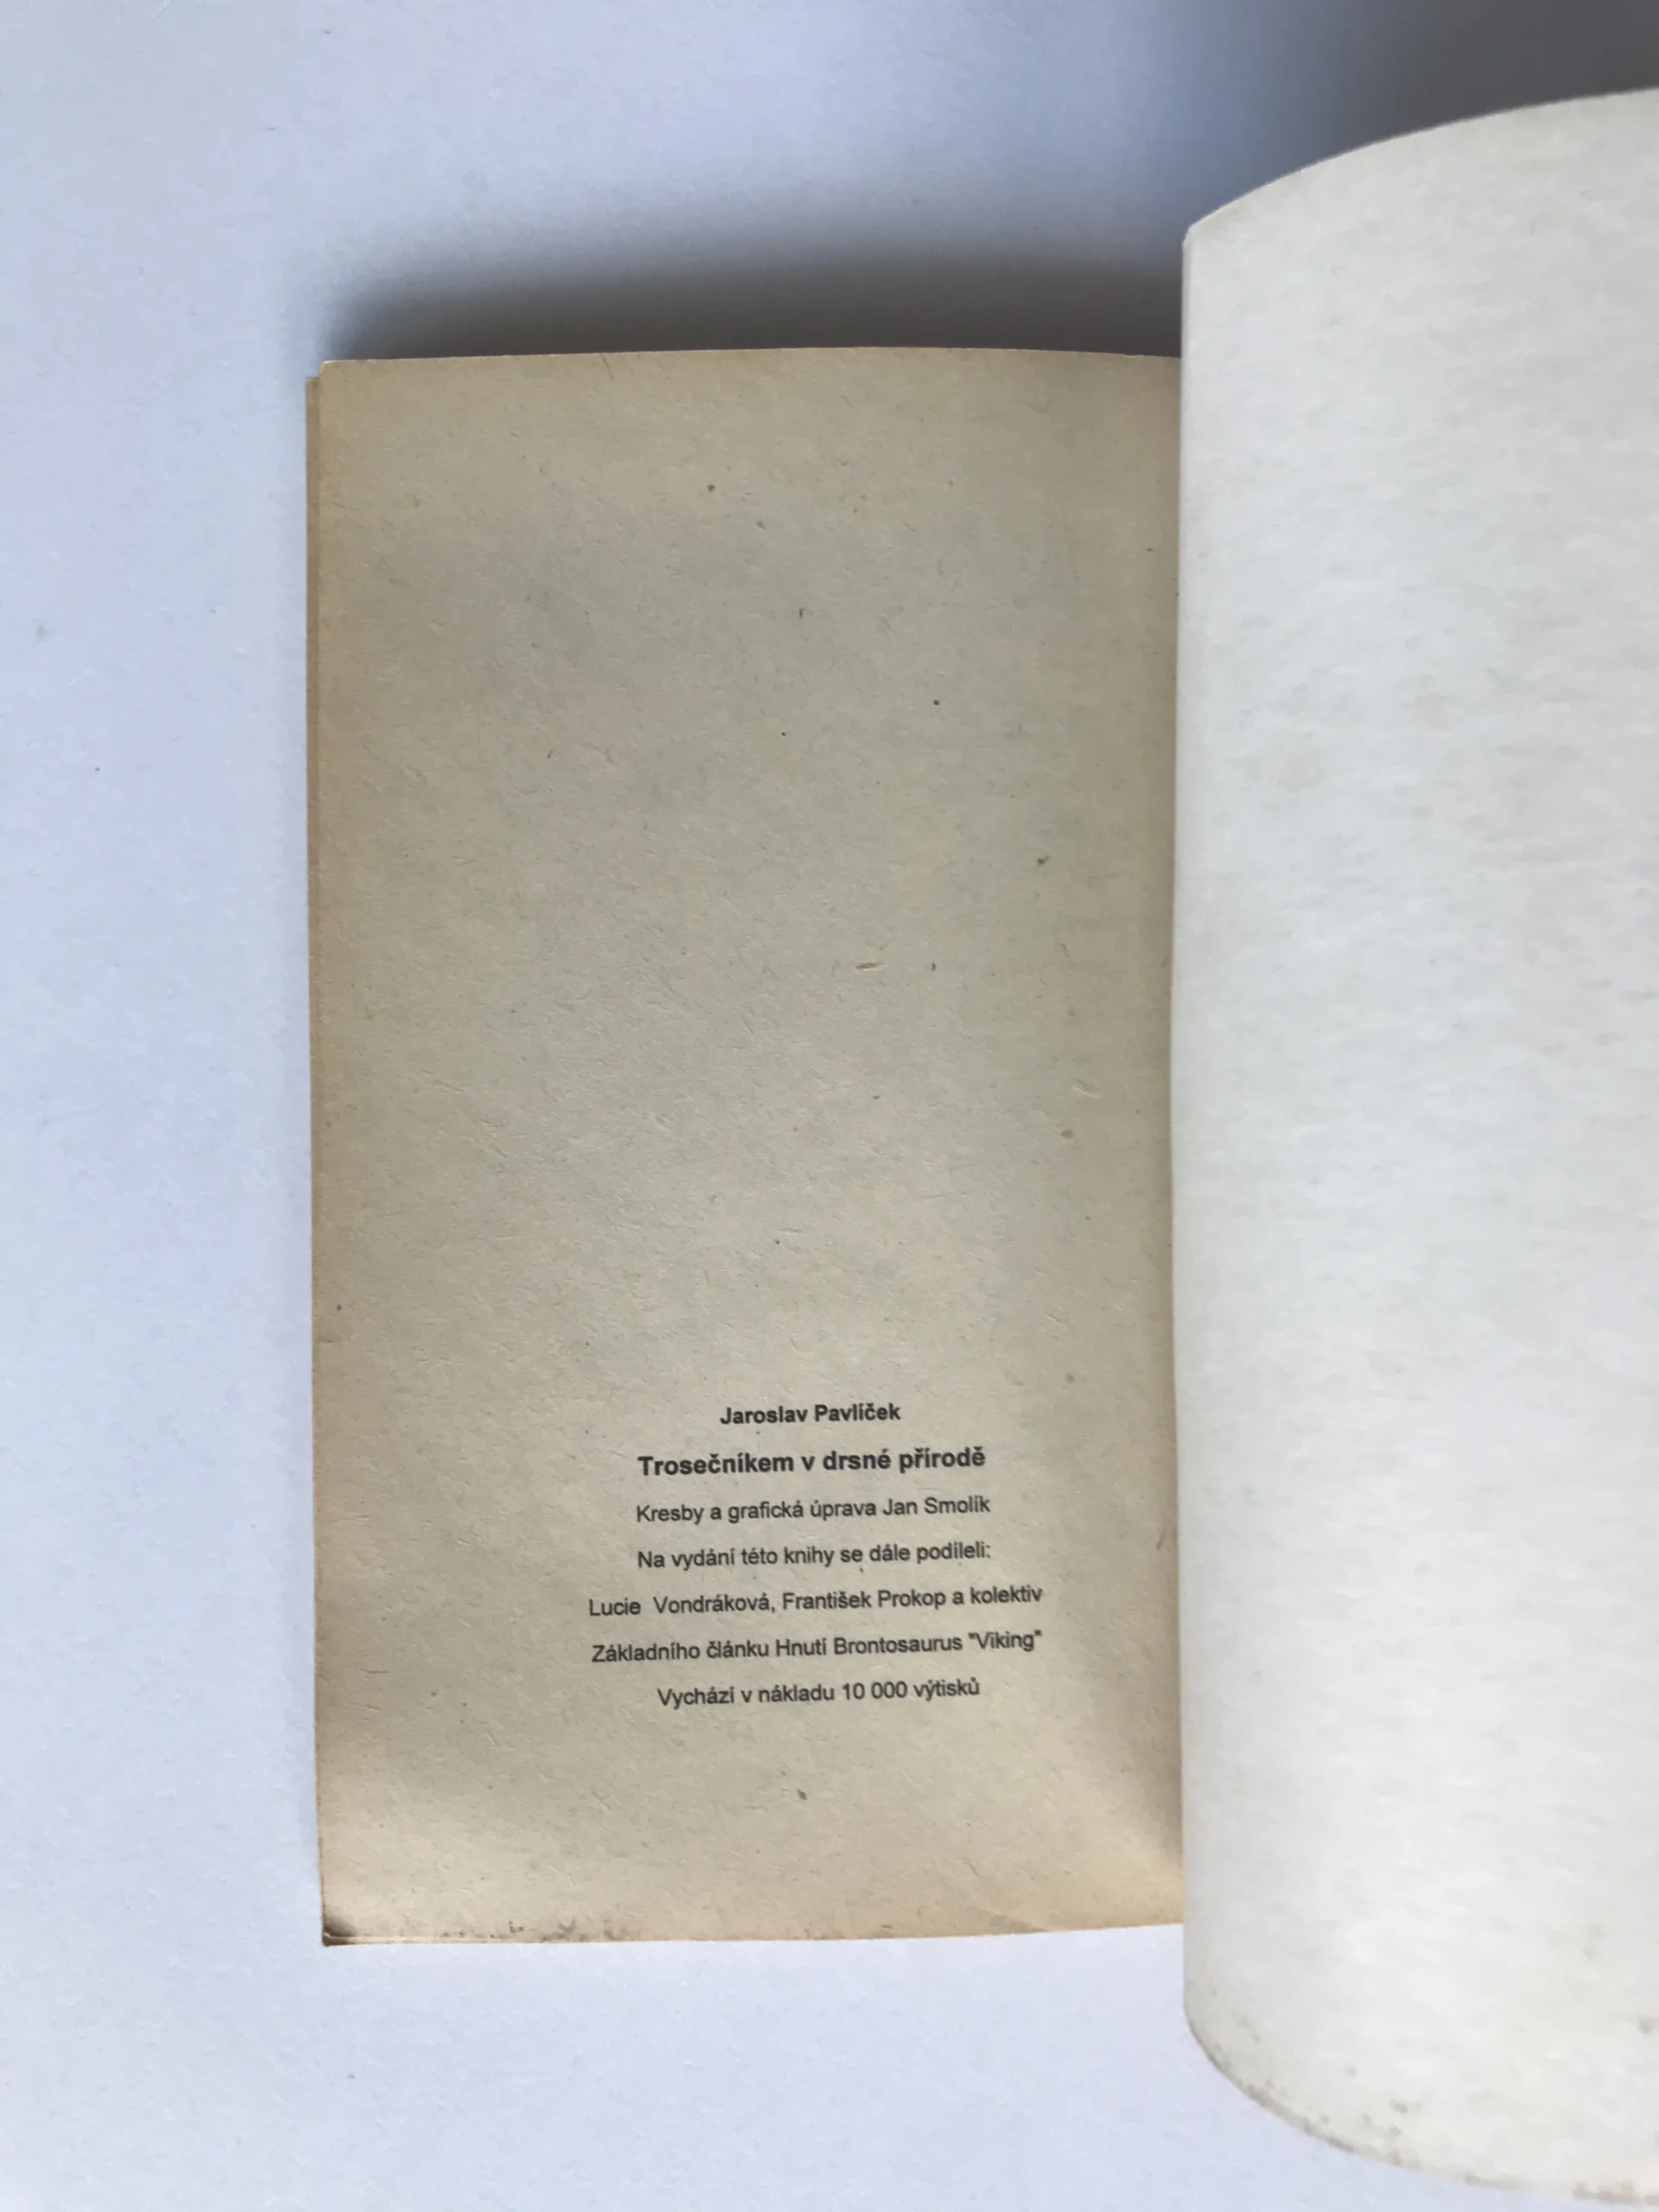 Jaroslav Pavlíček
Trosečníkem v drsné přírodě
Kresby a grafická úprava Jan Smolík
Na vydání této knihy se dále podíleli:
Lucie Vondráková, František Prokop a kolektiv
Základního článku Hnutí Brontosaurus "Viking"
Vychází v nákladu 10 000 výtisků